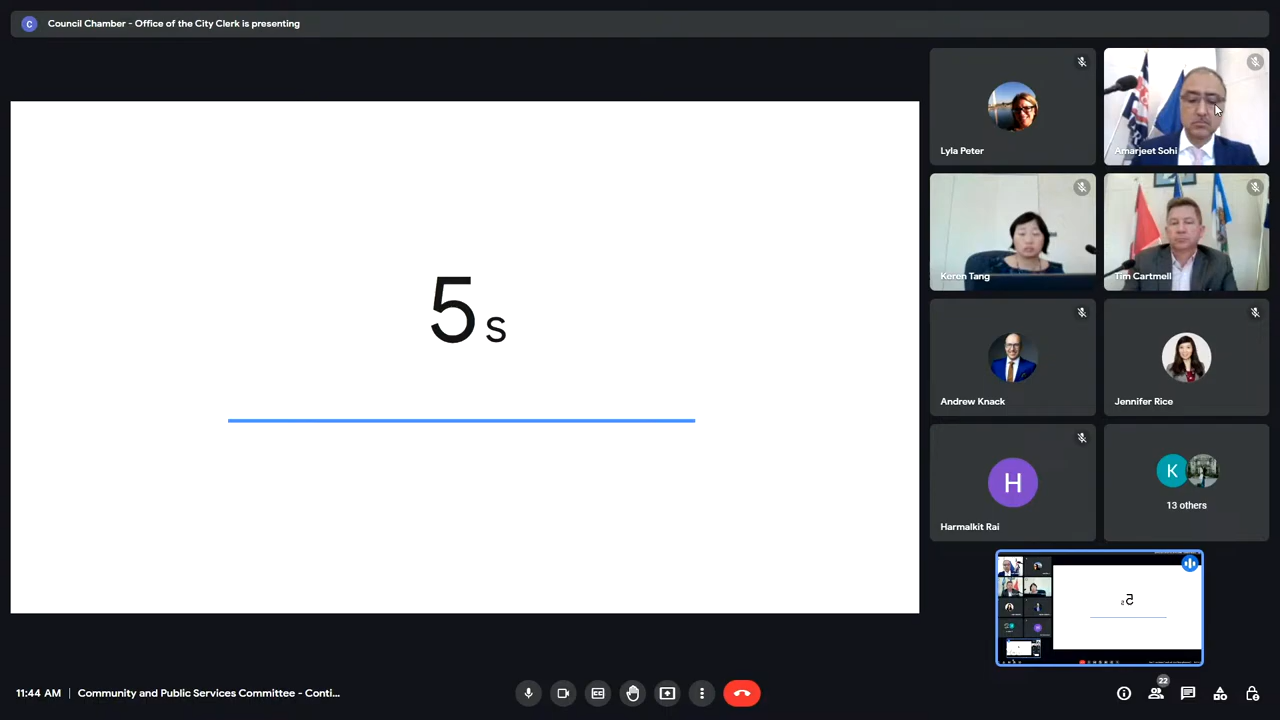 C
Council Chamber - Office of the City Clerk is presenting
5 s
Lyla Peter
Amarjeet Sohi
Keren Tang
Tim Cartmell
Andrew Knack
Jennifer Rice
H
Harmalkit Rai
K
13 others
11:44 AM | Community and Public Services Committee - Conti...
22